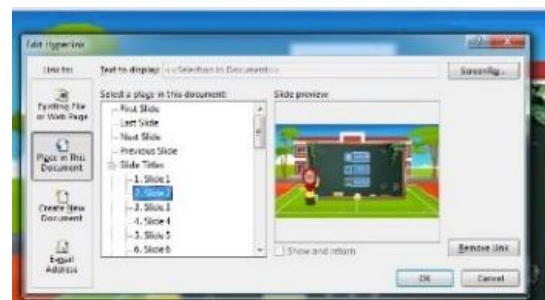 Edit Hyperlink
Link to:
Text to display: <<Selection in Document>>
ScreenTip...
Existing File
or Web Page
Place in This
Document
Create New
Document
E-mail
Address
Select a place in this document:
First Slide
Last Slide
Next Slide
Previous Slide
Slide Titles
1. Slide 1
2. Slide 2
3. Slide 3
4. Slide 4
5. Slide 5
6. Slide 6
Slide preview:
Show and return
Remove Link
OK
Cancel